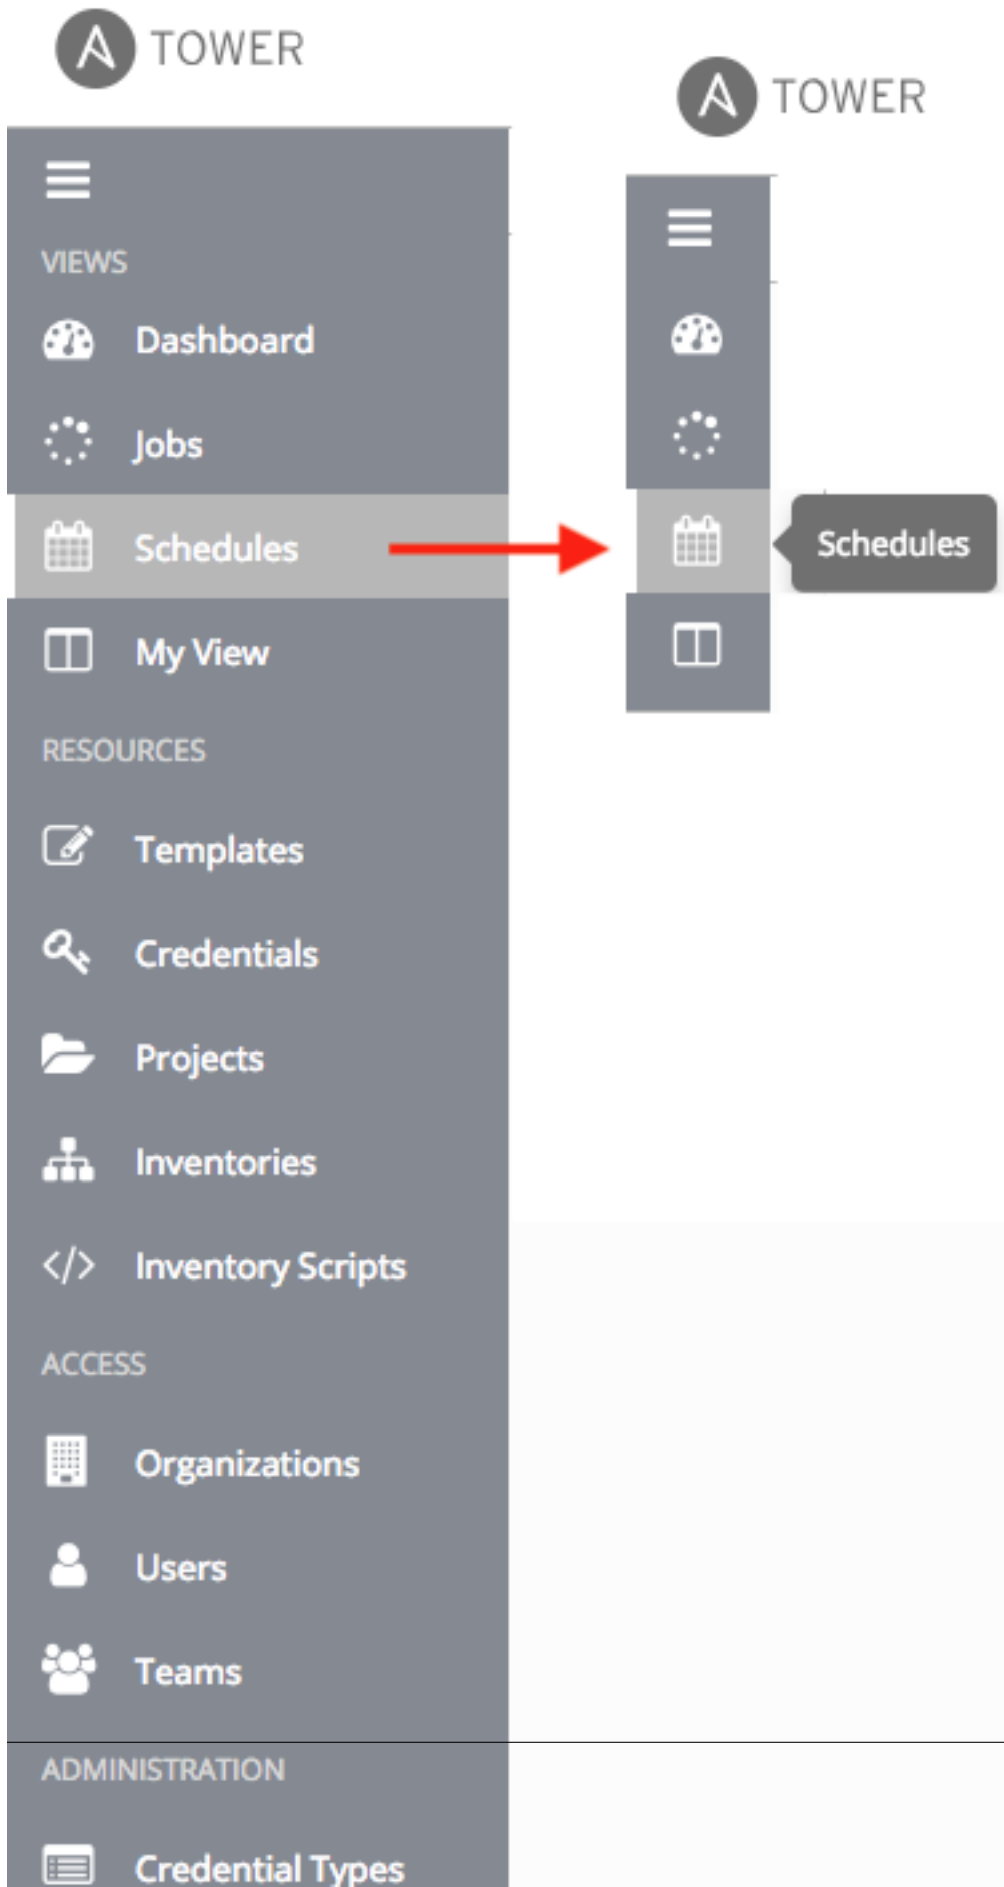 TOWER
TOWER
VIEWS
Dashboard
Jobs
Schedules
Schedules
My View
RESOURCES
Templates
Credentials
Projects
Inventories
Inventory Scripts
ACCESS
Organizations
Users
Teams
ADMINISTRATION
Credential Types